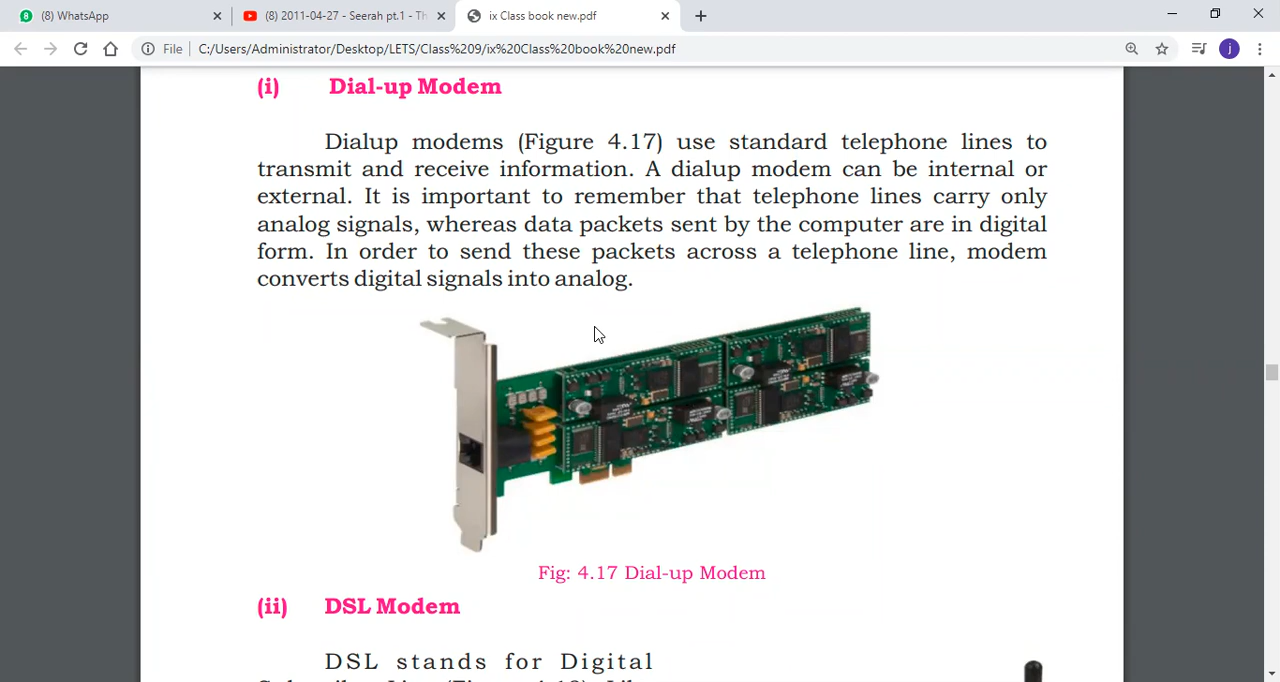 (8) WhatsApp
(8) 2011-04-27 - Seerah pt.1 - Th
ix Class book new.pdf
File
C:/Users/Administrator/Desktop/LETS/Class%209/ix%20Class%20book%20new.pdf
j
(i) Dial-up Modem
Dialup modems (Figure 4.17) use standard telephone lines to
transmit and receive information. A dialup modem can be internal or
external. It is important to remember that telephone lines carry only
analog signals, whereas data packets sent by the computer are in digital
form. In order to send these packets across a telephone line, modem
converts digital signals into analog.
Fig: 4.17 Dial-up Modem
(ii) DSL Modem
DSL stands for Digital